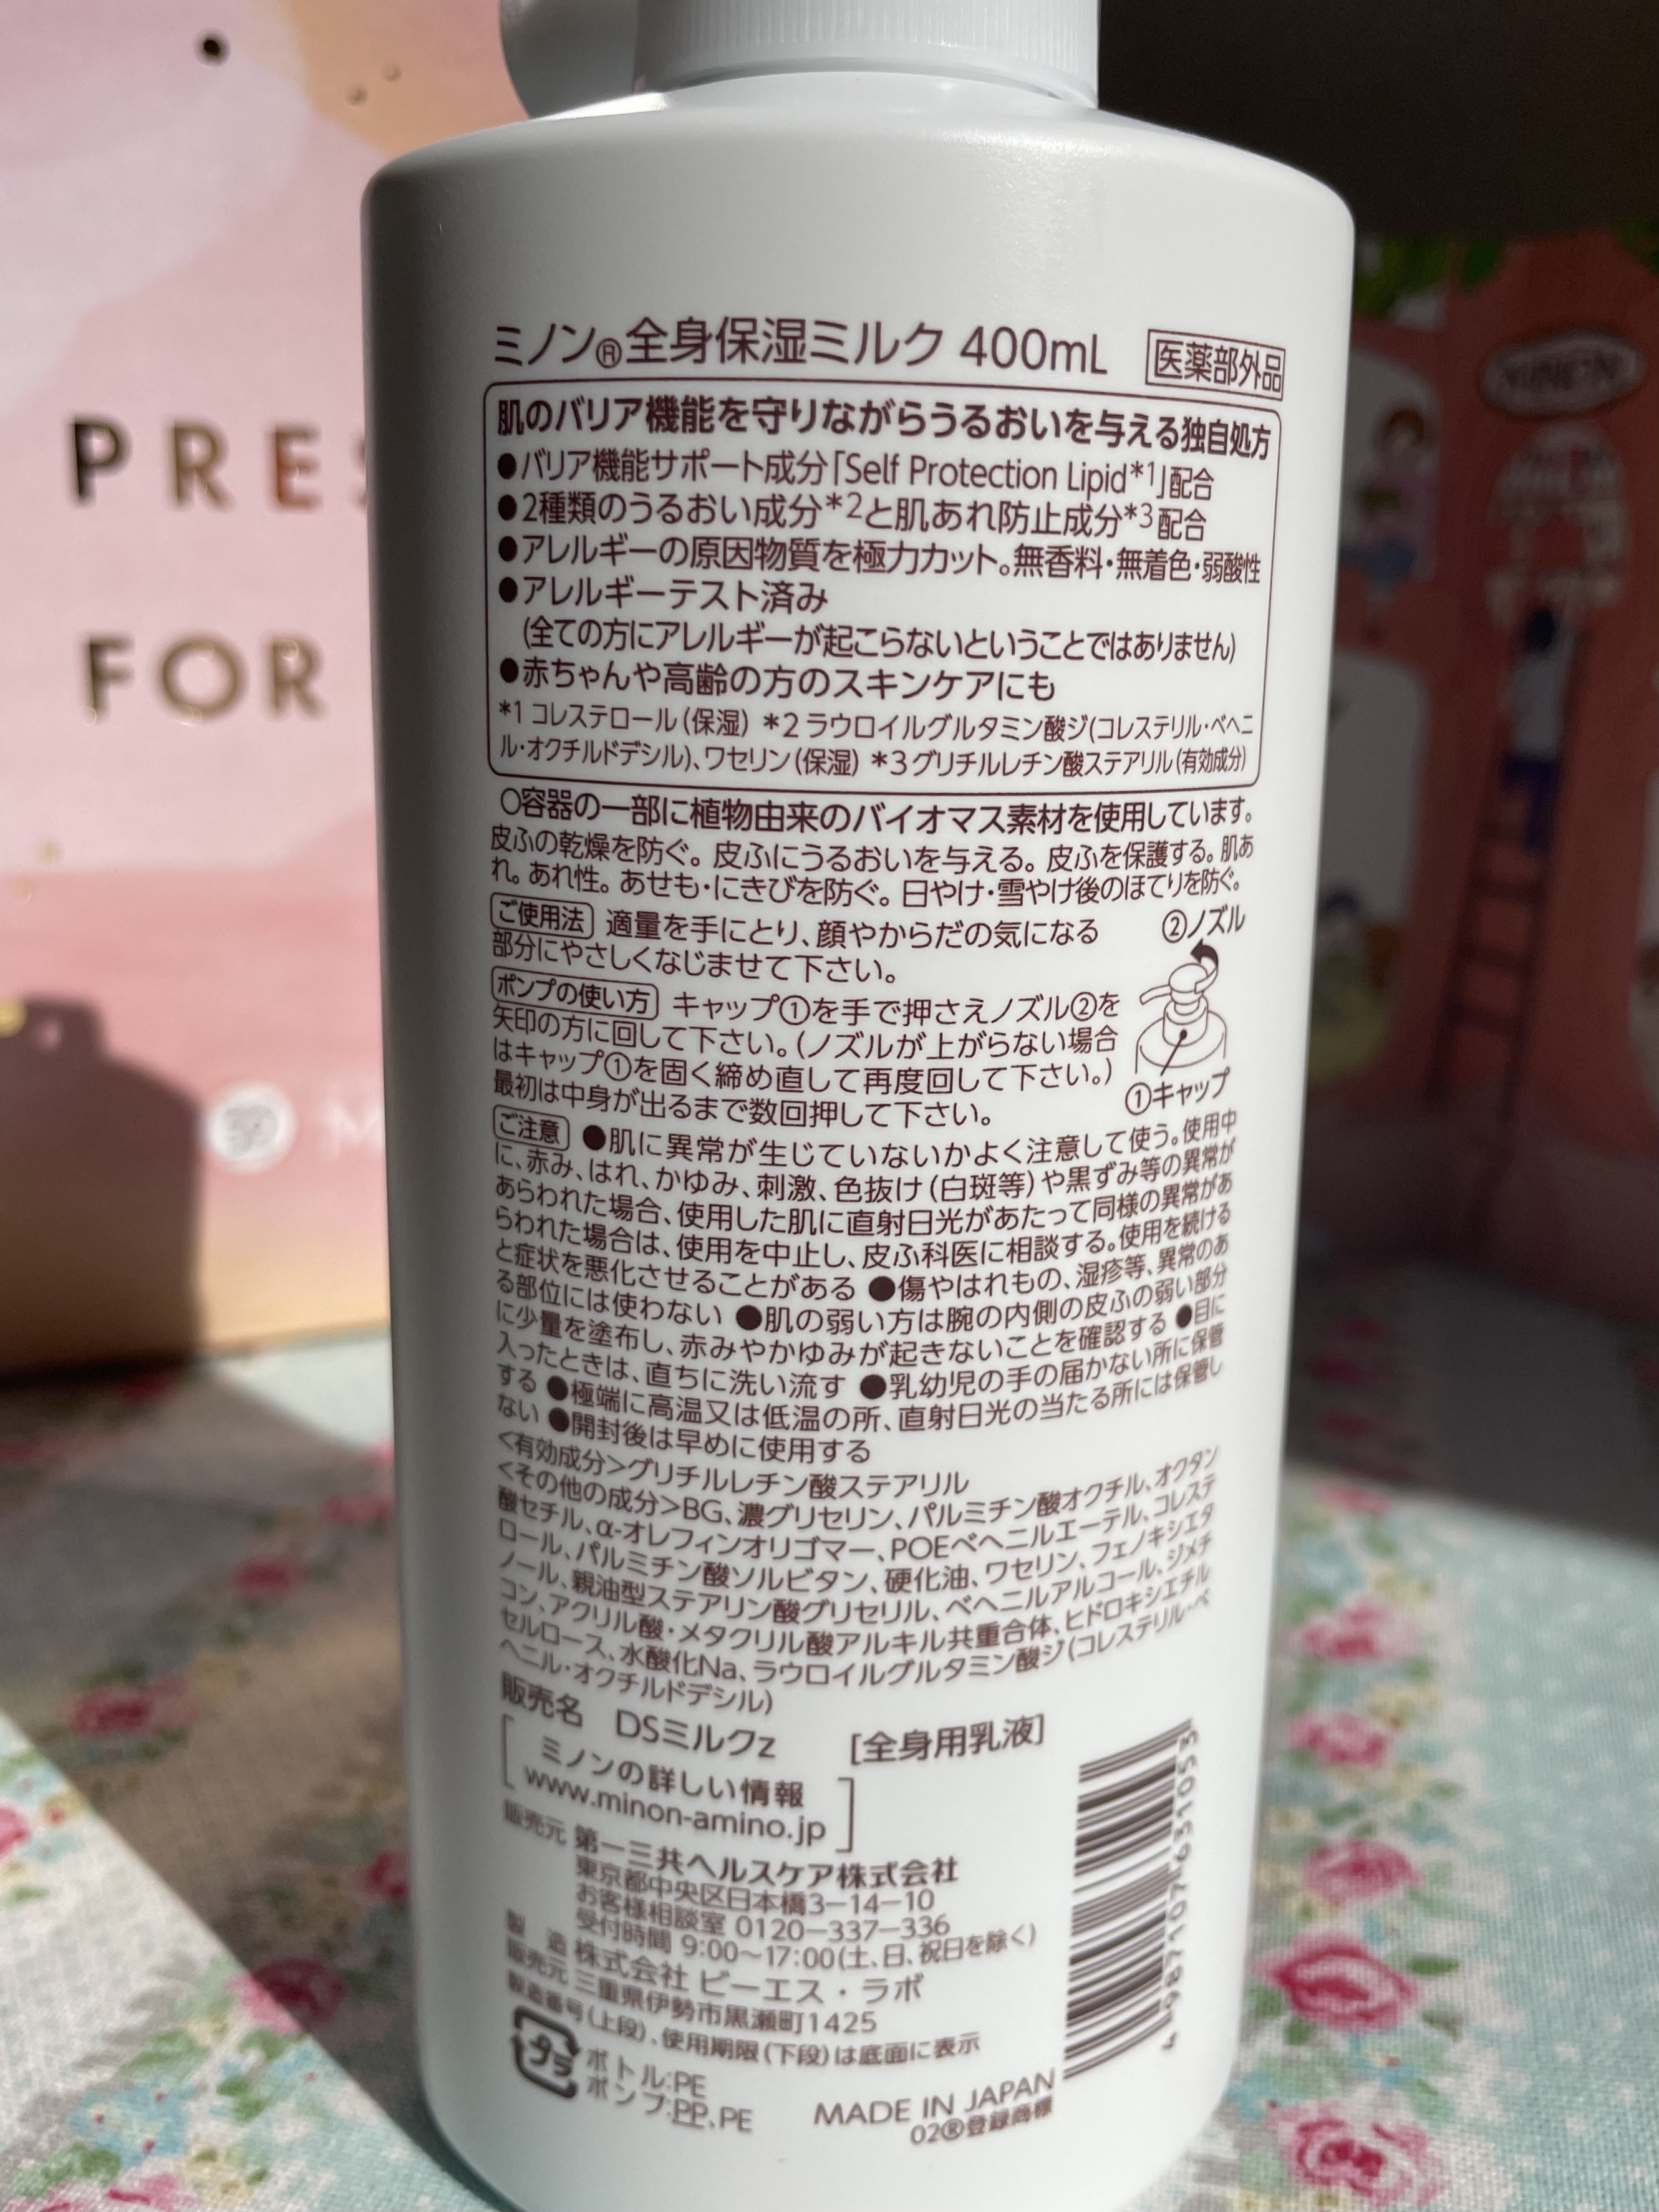 PRES
FOR
MINON
ミノン®全身保湿ミルク 400mL 医薬部外品
肌のバリア機能を守りながらうるおいを与える独自処方
●バリア機能サポート成分「Self Protection Lipid*1」配合
●2種類のうるおい成分*2と肌あれ防止成分*3配合
●アレルギーの原因物質を極力カット。無香料・無着色・弱酸性
●アレルギーテスト済み
(全ての方にアレルギーが起こらないということではありません)
●赤ちゃんや高齢の方のスキンケアにも
*1 コレステロール(保湿) *2 ラウロイルグルタミン酸ジ(コレステリル・ベヘニ
ル・オクチルドデシル)、ワセリン(保湿) *3グリチルレチン酸ステアリル(有効成分)
○容器の一部に植物由来のバイオマス素材を使用しています。
皮ふの乾燥を防ぐ。皮ふにうるおいを与える。皮ふを保護する。肌あ
れ。あれ性。あせも・にきびを防ぐ。日やけ・雪やけ後のほてりを防ぐ。
ご使用法 適量を手にとり、顔やからだの気になる
部分にやさしくなじませて下さい。
②ノズル
ポンプの使い方 キャップ①を手で押さえノズル②を
矢印の方に回して下さい。(ノズルが上がらない場合
はキャップ①を固く締め直して再度回して下さい。)
最初は中身が出るまで数回押して下さい。
①キャップ
ご注意 ●肌に異常が生じていないかよく注意して使う。使用中
に、赤み、はれ、かゆみ、刺激、色抜け(白斑等)や黒ずみ等の異常が
あらわれた場合、使用した肌に直射日光があたって同様の異常があ
らわれた場合は、使用を中止し、皮ふ科医に相談する。使用を続ける
と症状を悪化させることがある ●傷やはれもの、湿疹等、異常のあ
る部位には使わない ●肌の弱い方は腕の内側の皮ふの弱い部分
に少量を塗布し、赤みやかゆみが起きないことを確認する ●目に
入ったときは、直ちに洗い流す ●乳幼児の手の届かない所に保管
する ●極端に高温又は低温の所、直射日光の当たる所には保管し
ない ●開封後は早めに使用する
<有効成分>グリチルレチン酸ステアリル
<その他の成分>BG、濃グリセリン、パルミチン酸オクチル、オクタン
酸セチル、α-オレフィンオリゴマー、POEベヘニルエーテル、コレステ
ロール、パルミチン酸ソルビタン、硬化油、ワセリン、フェノキシエタ
ノール、親油型ステアリン酸グリセリル、ベヘニルアルコール、ジメチ
コン、アクリル酸・メタクリル酸アルキル共重合体、ヒドロキシエチル
セルロース、水酸化Na、ラウロイルグルタミン酸ジ(コレステリル・ベ
ヘニル・オクチルドデシル)
販売名 DSミルクz [全身用乳液]
ミノンの詳しい情報
www.minon-amino.jp
販売元 第一三共ヘルスケア株式会社
東京都中央区日本橋3-14-10
お客様相談室 0120-337-336
受付時間 9:00～17:00(土、日、祝日を除く)
製造販売元 株式会社 ビーエス・ラボ
三重県伊勢市黒瀬町1425
製造番号(上段)、使用期限(下段)は底面に表示
プラ ボトル:PE
ポンプ:PP、PE
MADE IN JAPAN
02®登録商標
4987107631053